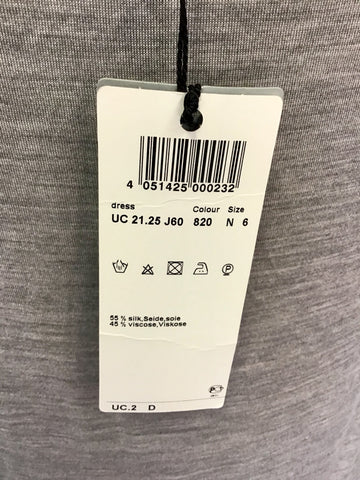 4 051425 000232
dress Colour Size
UC 21.25 J60 820 N 6
P
55 % silk,Seide,soie
45 % viscose,Viskose
UC.2 D